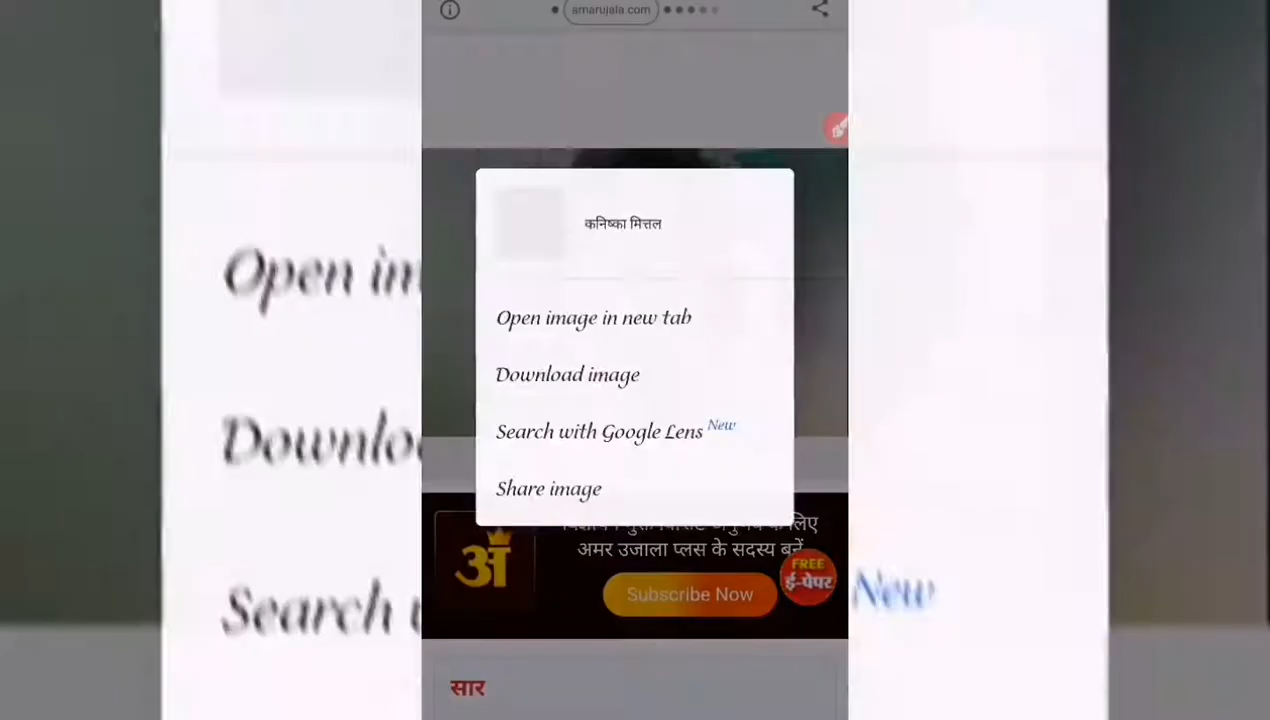 amarujala.com
कनिष्का मित्तल
Open image in new tab
Download image
Search with Google Lens New
Share image
के लिए
अमर उजाला प्लस के सदस्य बनें
अं
FREE
ई-पेपर
Subscribe Now
सार
Open im
Downlo
Search
New